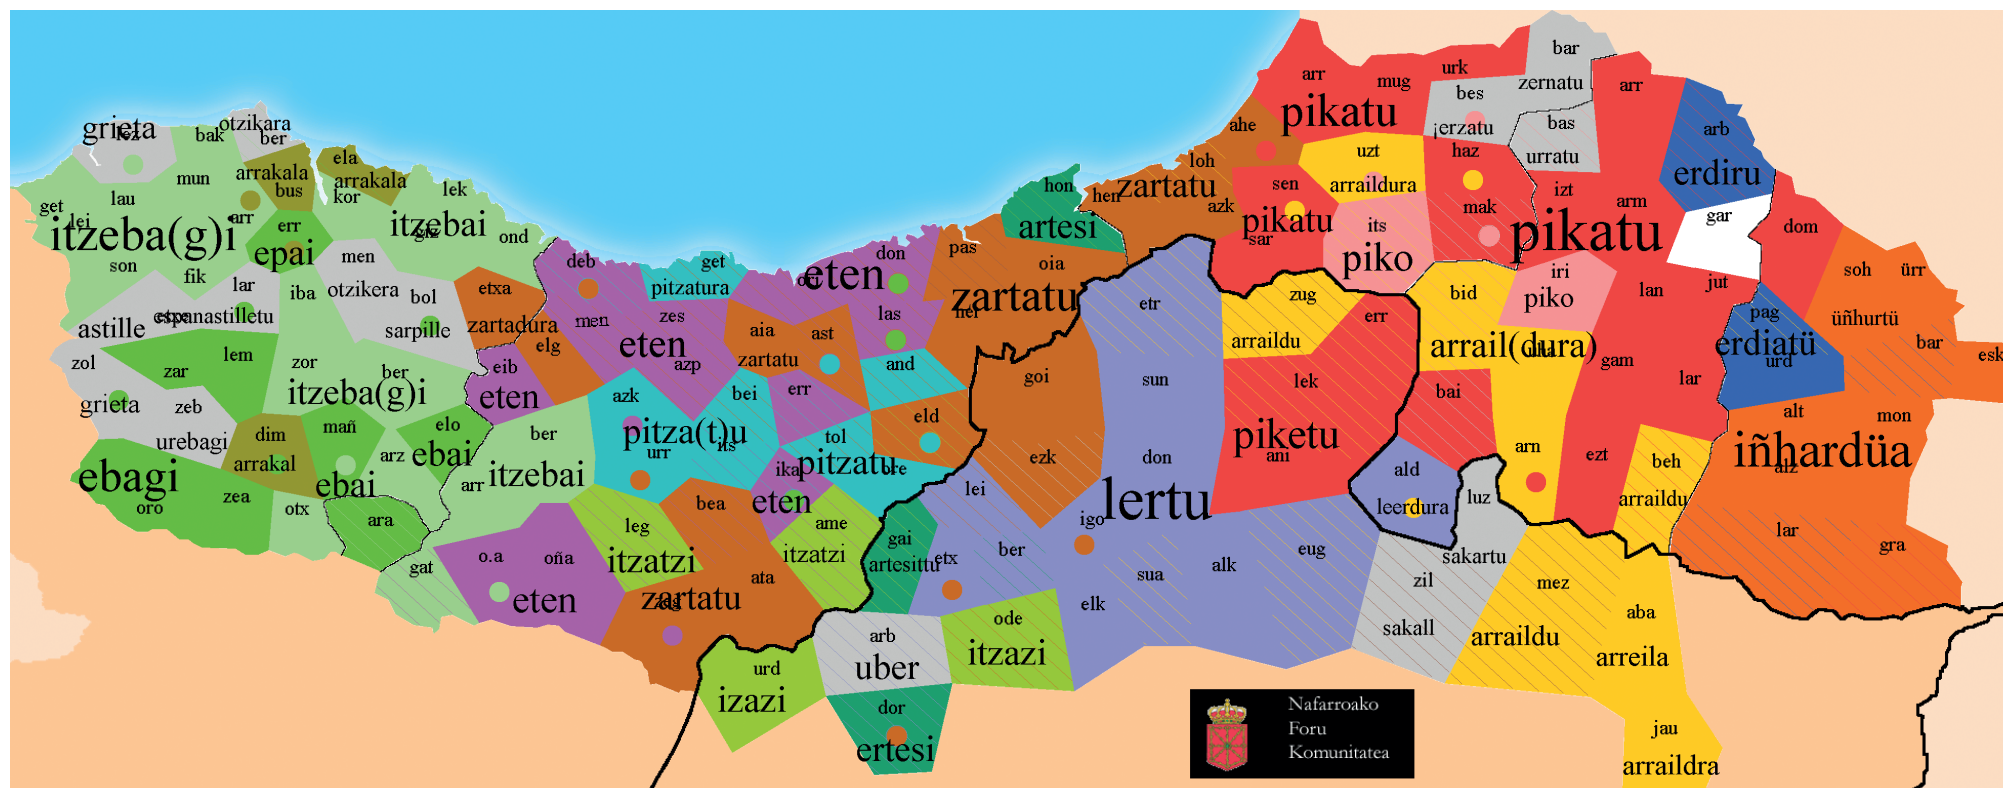 grieta
lez
bak
otzikara
ber
mun
arrakala
bus
ela
arrakala
kor
lek
lau
get
lei
arr
itzeba(g)i
err
epai
itzebai
giz
ond
son
fik
men
lar
otzikera
iba
bol
sarpille
etxa
zartadura
elg
astille
espanastilletu
zol
zar
lem
zor
ber
itzeba(g)i
grieta
zeb
urebagi
dim
arrakal
mañ
elo
ebai
arz
ebagi
oro
zea
otx
ebai
ara
arr
itzebai
ber
gat
eib
eten
deb
men
get
pitzatura
zes
eten
azp
ori
eten
don
las
aia
zartatu
ast
azk
bei
err
and
pitza(t)u
urr
its
tol
pitzatu
ore
eld
ika
eten
leg
itzatzi
bea
ame
itzatzi
o.a
oña
eten
ata
zartatu
zeg
pas
oia
zartatu
her
hon
artesi
hen
loh
zartatu
azk
ahe
arr
mug
urk
pikatu
bes
bar
zernatu
¡erzatu
bas
urratu
uzt
arraildura
haz
sen
pikatu
sar
its
piko
mak
izt
arr
arm
pikatu
arb
erdiru
gar
dom
iri
piko
lan
jut
soh
ürr
üñhurtü
bar
esk
pag
erdiatü
urd
zug
arraildu
err
bid
arrail(dura)
uha
gam
lar
etr
sun
goi
ezk
don
lertu
igo
lek
piketu
ani
bai
ald
leerdura
luz
sakartu
arn
ezt
beh
arraildu
alt
mon
iñhardüa
alz
lar
gra
lei
gai
artesittu
etx
ber
sua
alk
eug
elk
zil
sakall
mez
arraildu
aba
arreila
jau
arraildra
ode
itzazi
arb
uber
urd
izazi
dor
ertesi
Nafarroako
Foru
Komunitatea